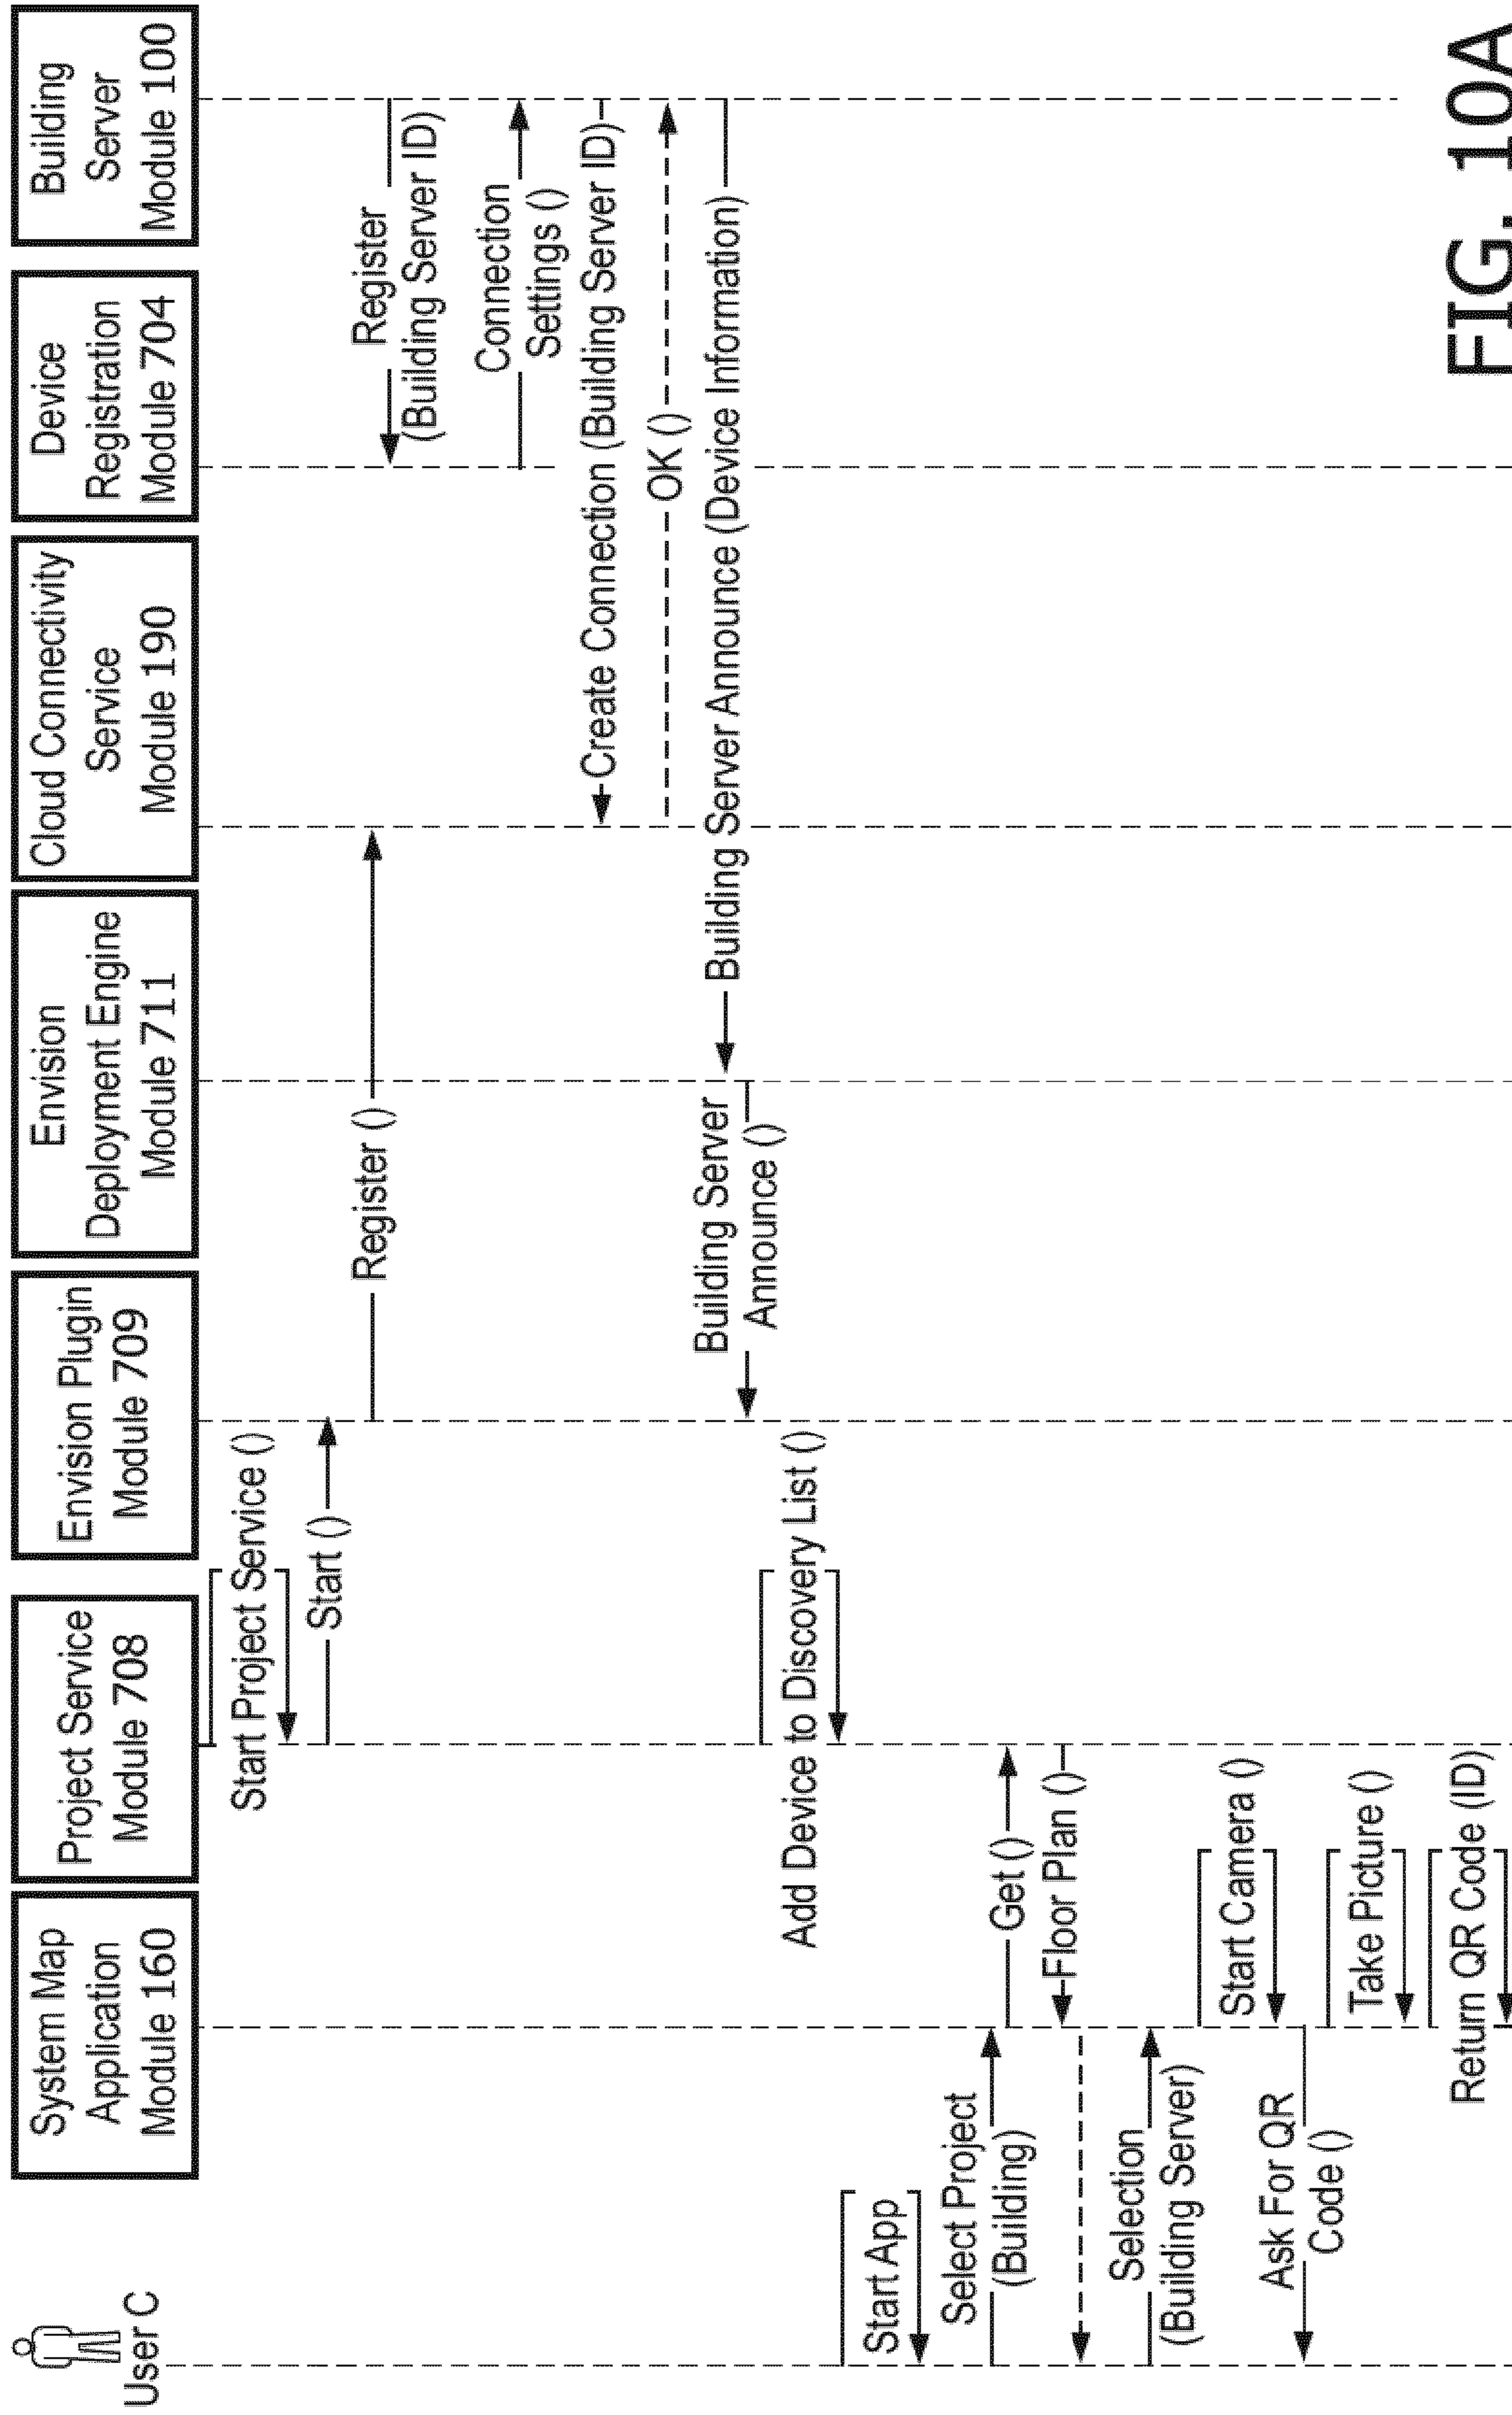 User C
System Map
Application
Module 160
Project Service
Module 708
Envision Plugin
Module 709
Envision
Deployment Engine
Module 711
Cloud Connectivity
Service
Module 190
Device
Registration
Module 704
Building
Server
Module 100
Start Project Service ()
Start ()
Register ()
Register
(Building Server ID)
Connection
Settings ()
Create Connection (Building Server ID)
OK ()
Building Server Announce (Device Information)
Building Server
Announce ()
Add Device to Discovery List ()
Start App
Select Project
(Building)
Get ()
Floor Plan ()
Selection
(Building Server)
Start Camera ()
Ask For QR
Code ()
Take Picture ()
Return QR Code (ID)
FIG. 10A